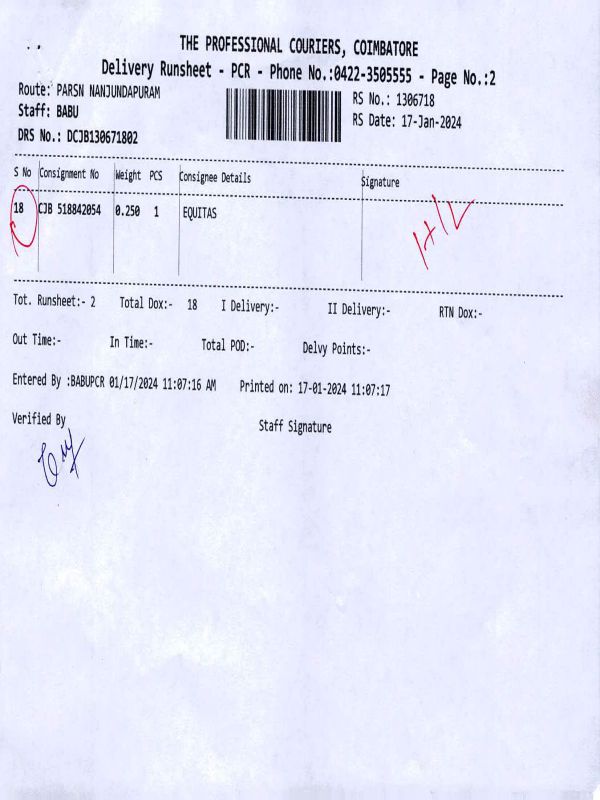 THE PROFESSIONAL COURIERS, COIMBATORE
Delivery Runsheet - PCR - Phone No.:0422-3505555 - Page No.:2
Route: PARSN NANJUNDAPURAM
RS No.: 1306718
Staff: BABU
RS Date: 17-Jan-2024
DRS No.: DCJB130671802
S No Consignment No Weight PCS Consignee Details Signature
18 CJB 518842054 0.250 1 EQUITAS
Tot. Runsheet:- 2 Total Dox:- 18 I Delivery:- II Delivery:- RTN Dox:-
Out Time:- In Time:- Total POD:- Delvy Points:-
Entered By :BABUPCR 01/17/2024 11:07:16 AM Printed on: 17-01-2024 11:07:17
Verified By Staff Signature